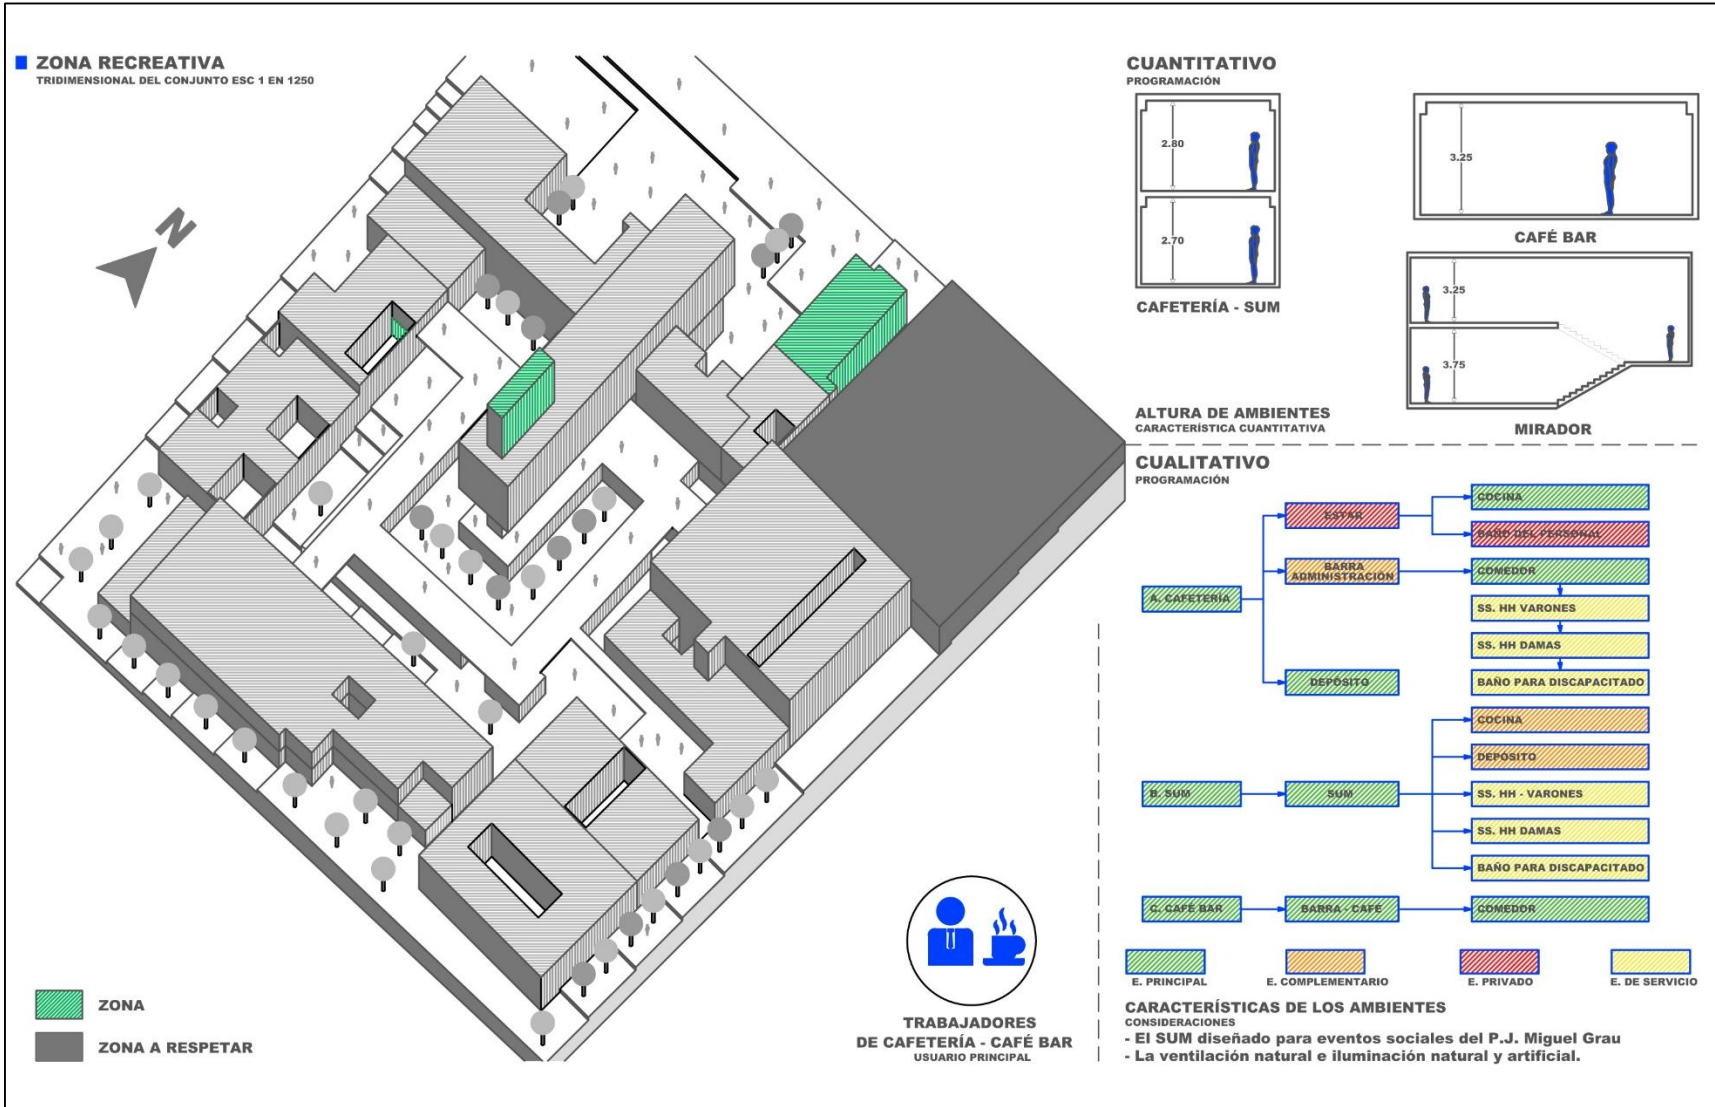 ZONA RECREATIVA
TRIDIMENSIONAL DEL CONJUNTO ESC 1 EN 1250
N
ZONA
ZONA A RESPETAR
TRABAJADORES
DE CAFETERÍA - CAFÉ BAR
USUARIO PRINCIPAL
CUANTITATIVO
PROGRAMACIÓN
2.80
2.70
CAFETERÍA - SUM
3.25
CAFÉ BAR
3.25
3.75
MIRADOR
ALTURA DE AMBIENTES
CARACTERÍSTICA CUANTITATIVA
CUALITATIVO
PROGRAMACIÓN
A. CAFETERÍA
ESTAR
COCINA
BAÑO DEL PERSONAL
BARRA
ADMINISTRACIÓN
COMEDOR
SS. HH VARONES
SS. HH DAMAS
DEPÓSITO
BAÑO PARA DISCAPACITADO
B. SUM
SUM
COCINA
DEPÓSITO
SS. HH - VARONES
SS. HH DAMAS
BAÑO PARA DISCAPACITADO
C. CAFÉ BAR
BARRA - CAFÉ
COMEDOR
E. PRINCIPAL
E. COMPLEMENTARIO
E. PRIVADO
E. DE SERVICIO
CARACTERÍSTICAS DE LOS AMBIENTES
CONSIDERACIONES
- El SUM diseñado para eventos sociales del P.J. Miguel Grau
- La ventilación natural e iluminación natural y artificial.